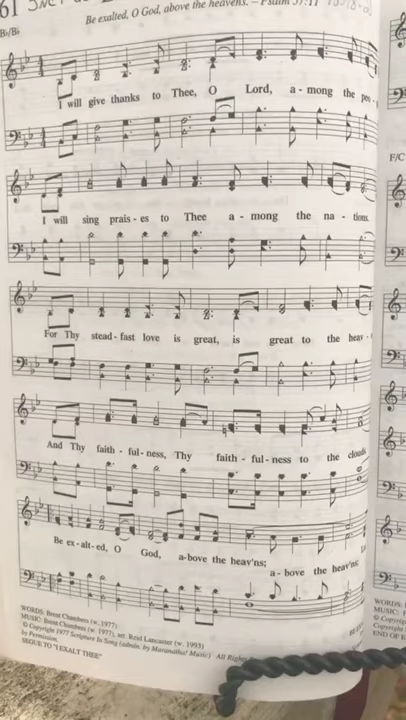 61
Be exalted, O God, above the heavens. – Psalm 57:11
B♭/B♭
I will give thanks to Thee, O Lord, a - mong the peo -
I will sing prais - es to Thee a - mong the na - tions.
For Thy stead - fast love is great, is great to the heav -
And Thy faith - ful - ness, Thy faith - ful - ness to the clouds
Be ex - alt - ed, O God, a-bove the heav'ns;
a - bove the heav'ns;
WORDS: Brent Chambers (w. 1977)
MUSIC: Brent Chambers (w. 1977), arr. Reid Lancaster (w. 1993)
© Copyright 1977 Scripture In Song (admin. by Maranatha! Music) All Rights
by Permission.
SEGUE TO "I EXALT THEE"
F/C
WORDS:
MUSIC:
© Copyrig
Copyright
END OF